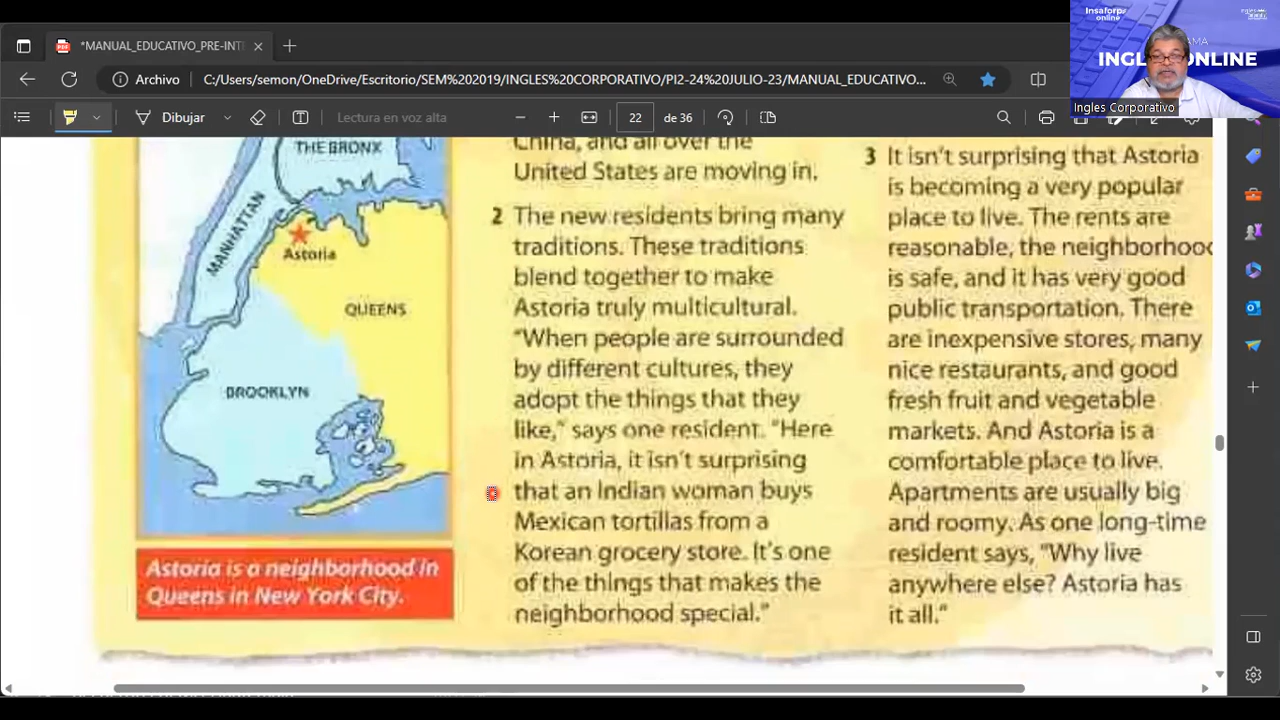 *MANUAL_EDUCATIVO_PRE-INT
Archivo
C:/Users/semon/OneDrive/Escritorio/SEM%202019/INGLES%20CORPORATIVO/PI2-24%20JULIO-23/MANUAL_EDUCATIVO...
Dibujar
Lectura en voz alta
22
de 36
Insaforp
online
INGL
ONLINE
Ingles Corporativo
THE BRONX
MANHATTAN
Astoria
QUEENS
BROOKLYN
Astoria is a neighborhood in
Queens in New York City.
China, and all over the
United States are moving in.
2 The new residents bring many
traditions. These traditions
blend together to make
Astoria truly multicultural.
“When people are surrounded
by different cultures, they
adopt the things that they
like,” says one resident. “Here
in Astoria, it isn’t surprising
that an Indian woman buys
Mexican tortillas from a
Korean grocery store. It’s one
of the things that makes the
neighborhood special.”
3 It isn’t surprising that Astoria
is becoming a very popular
place to live. The rents are
reasonable, the neighborhood
is safe, and it has very good
public transportation. There
are inexpensive stores, many
nice restaurants, and good
fresh fruit and vegetable
markets. And Astoria is a
comfortable place to live.
Apartments are usually big
and roomy. As one long-time
resident says, “Why live
anywhere else? Astoria has
it all.”